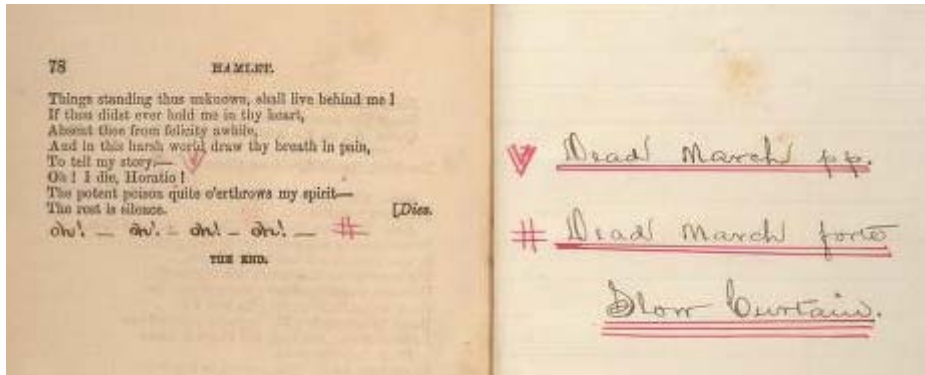 78 HAMLET.
Things standing thus unknown, shall live behind me!
If thou didst ever hold me in thy heart,
Absent thee from felicity awhile,
And in this harsh world draw thy breath in pain,
To tell my story.—
Oh! I die, Horatio!
The potent poison quite o'erthrows my spirit—
The rest is silence. [Dies.
oh! — oh! - oh! - oh! — #
THE END.
Dead March pp.
# Dead March forte
Slow Curtain.